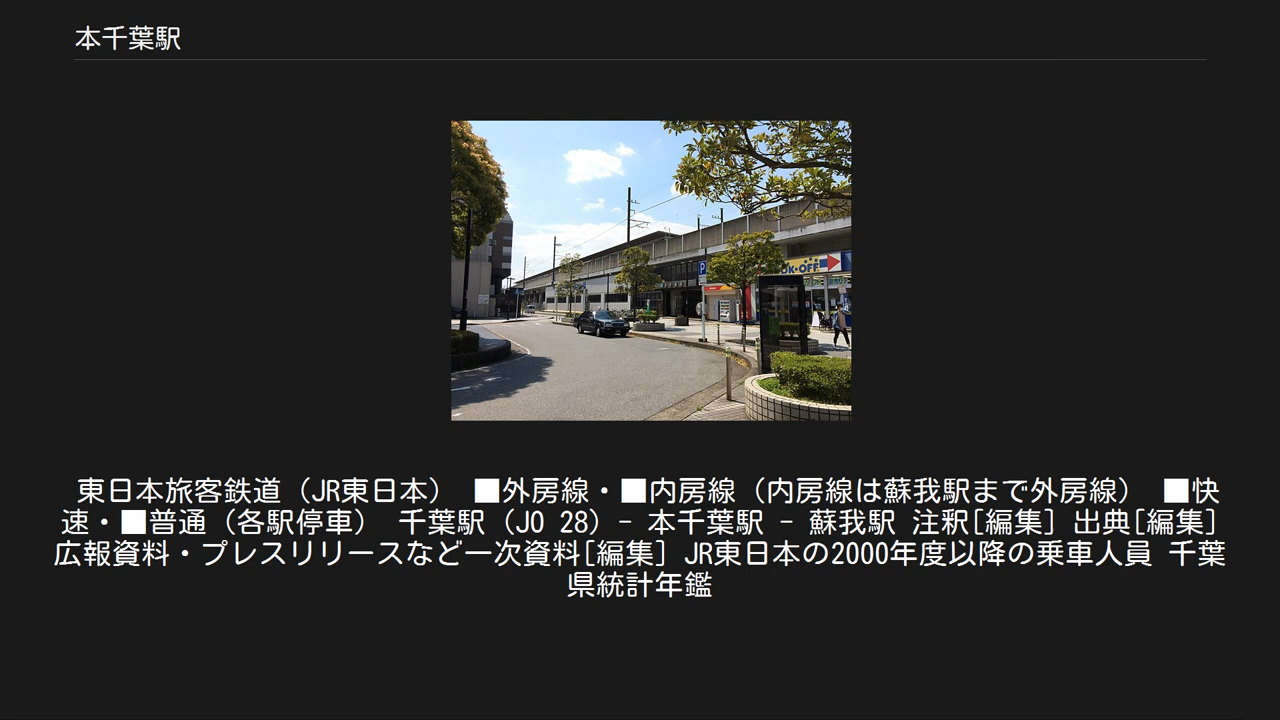 本千葉駅
P
OK-OFF
東日本旅客鉄道（JR東日本） ■外房線・■内房線（内房線は蘇我駅まで外房線） ■快
速・■普通（各駅停車） 千葉駅（JO 28）- 本千葉駅 - 蘇我駅 注釈[編集] 出典[編集]
広報資料・プレスリリースなど一次資料[編集] JR東日本の2000年度以降の乗車人員 千葉
県統計年鑑